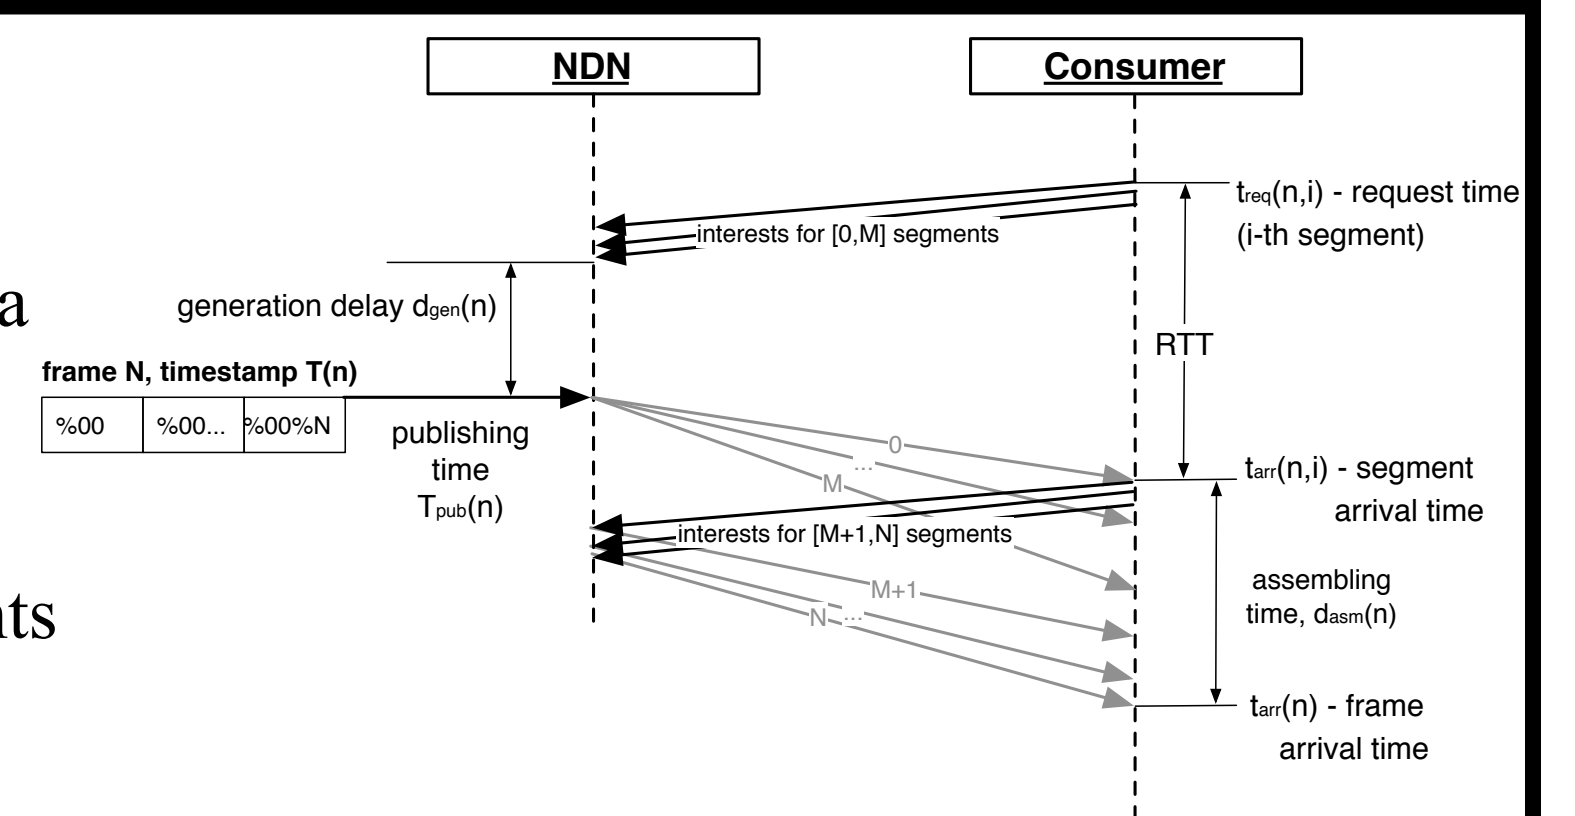 NDN
Consumer
treq(n,i) - request time
(i-th segment)
interests for [0,M] segments
a
generation delay dgen(n)
RTT
frame N, timestamp T(n)
%00
%00...
%00%N
publishing
time
Tpub(n)
0
...
M
tarr(n,i) - segment
arrival time
interests for [M+1,N] segments
assembling
time, dasm(n)
M+1
N
...
nts
tarr(n) - frame
arrival time